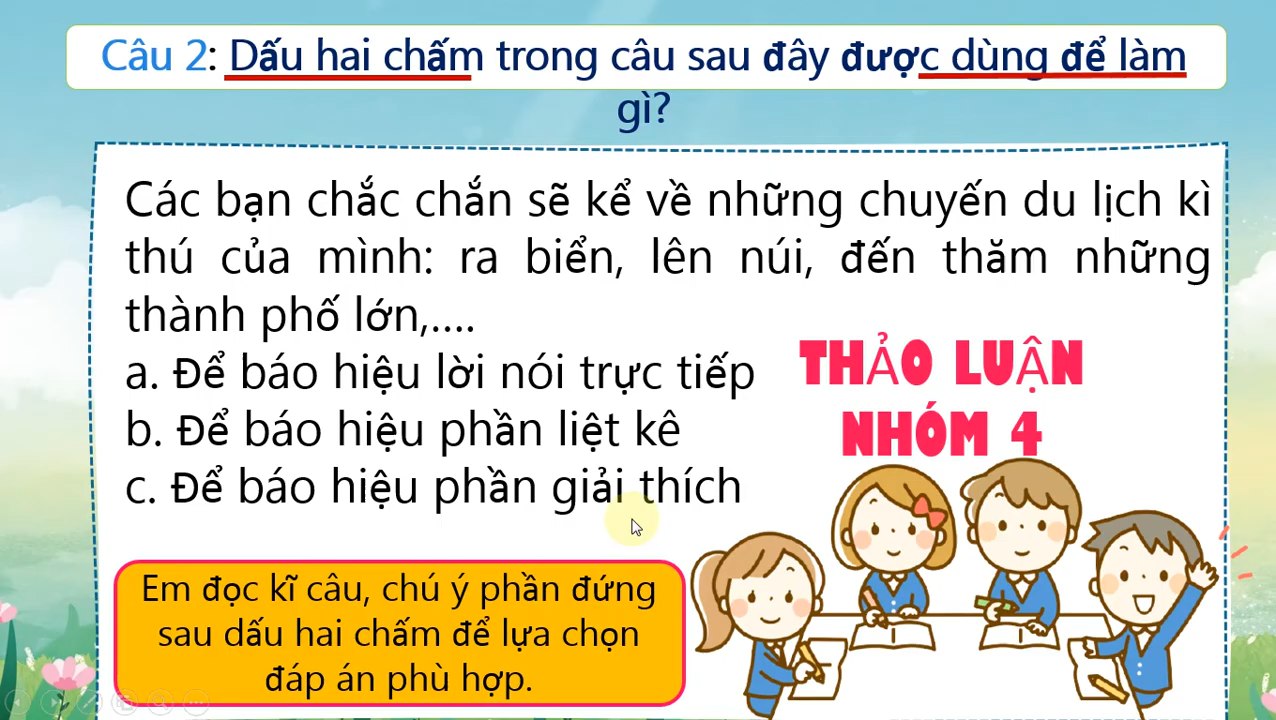 Câu 2: Dấu hai chấm trong câu sau đây được dùng để làm
gì?
Các bạn chắc chắn sẽ kể về những chuyến du lịch kì
thú của mình: ra biển, lên núi, đến thăm những
thành phố lớn,....
a. Để báo hiệu lời nói trực tiếp
b. Để báo hiệu phần liệt kê
c. Để báo hiệu phần giải thích
THẢO LUẬN
NHÓM 4
Em đọc kĩ câu, chú ý phần đứng
sau dấu hai chấm để lựa chọn
đáp án phù hợp.